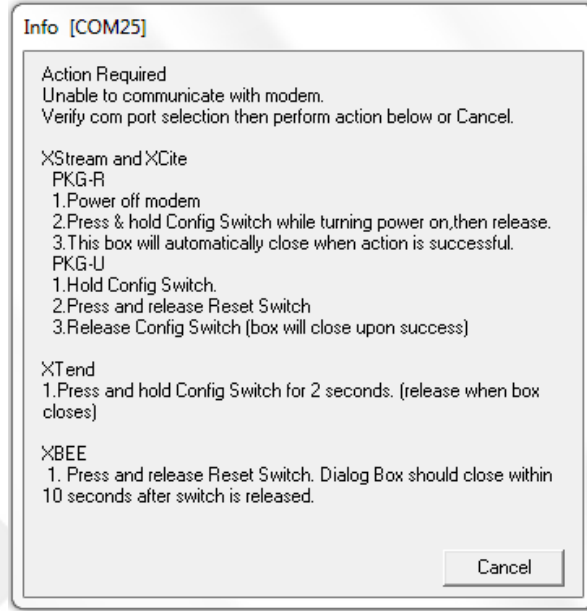 Info [COM25]
Action Required
Unable to communicate with modem.
Verify com port selection then perform action below or Cancel.
XStream and XCite
PKG-R
1.Power off modem
2.Press & hold Config Switch while turning power on,then release.
3.This box will automatically close when action is successful.
PKG-U
1.Hold Config Switch.
2.Press and release Reset Switch
3.Release Config Switch (box will close upon success)
XTend
1.Press and hold Config Switch for 2 seconds. (release when box
closes)
XBEE
1. Press and release Reset Switch. Dialog Box should close within
10 seconds after switch is released.
Cancel